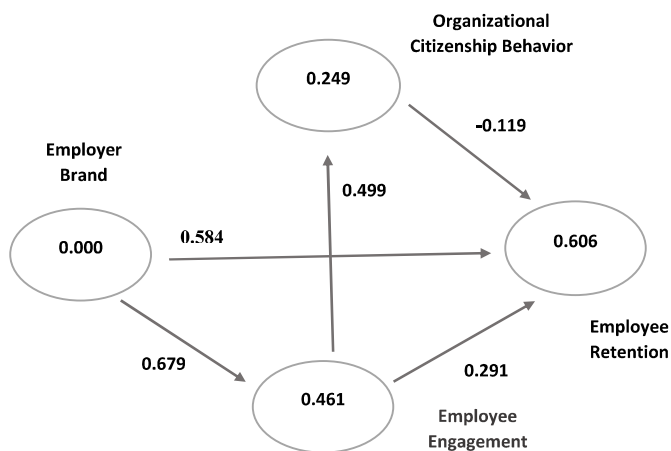 Organizational
Citizenship Behavior
0.249
-0.119
Employer
Brand
0.499
0.000
0.584
0.606
Employee
Retention
0.679
0.291
0.461
Employee
Engagement